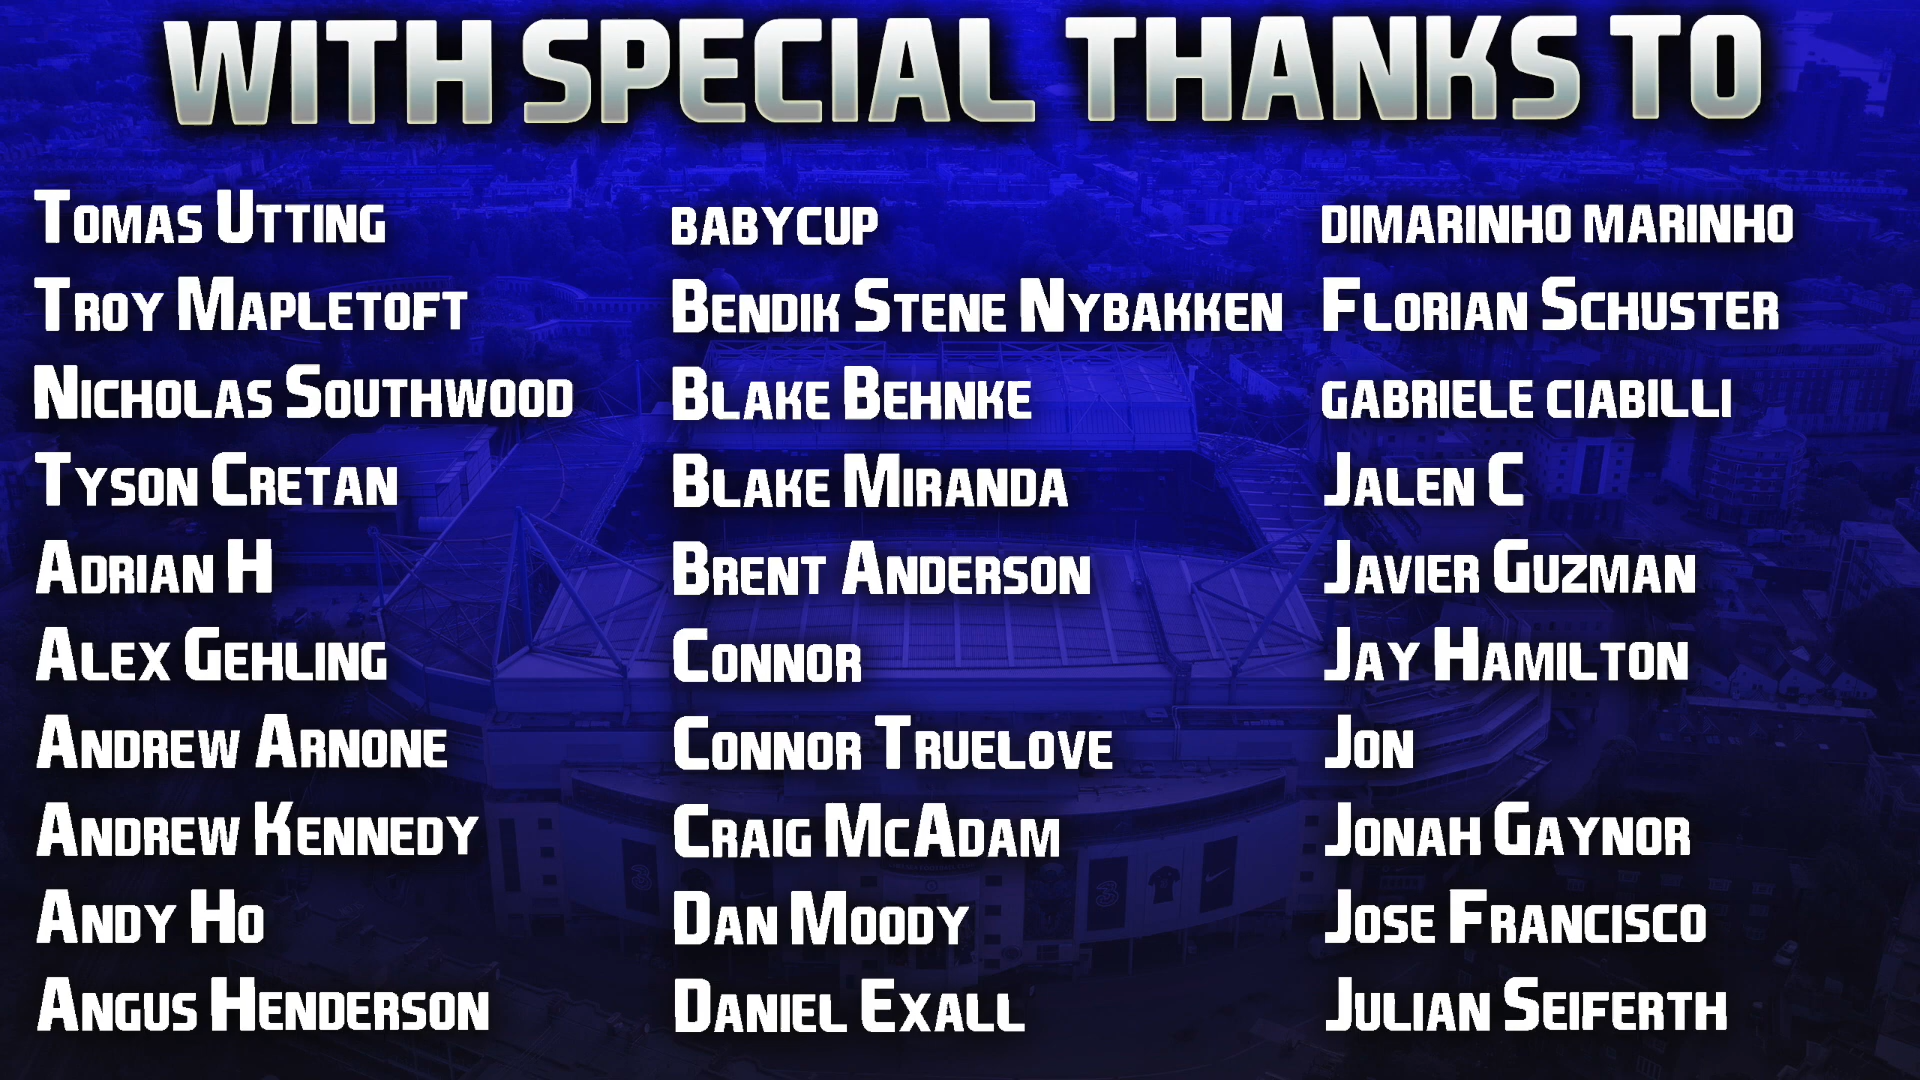 WITH SPECIAL THANKS TO
Tomas Utting
Troy Mapletoft
Nicholas Southwood
Tyson Cretan
Adrian H
Alex Gehling
Andrew Arnone
Andrew Kennedy
Andy Ho
Angus Henderson
babycup
Bendik Stene Nybakken
Blake Behnke
Blake Miranda
Brent Anderson
Connor
Connor Truelove
Craig McAdam
Dan Moody
Daniel Exall
dimarinho marinho
Florian Schuster
gabriele ciabilli
Jalen C
Javier Guzman
Jay Hamilton
Jon
Jonah Gaynor
Jose Francisco
Julian Seiferth